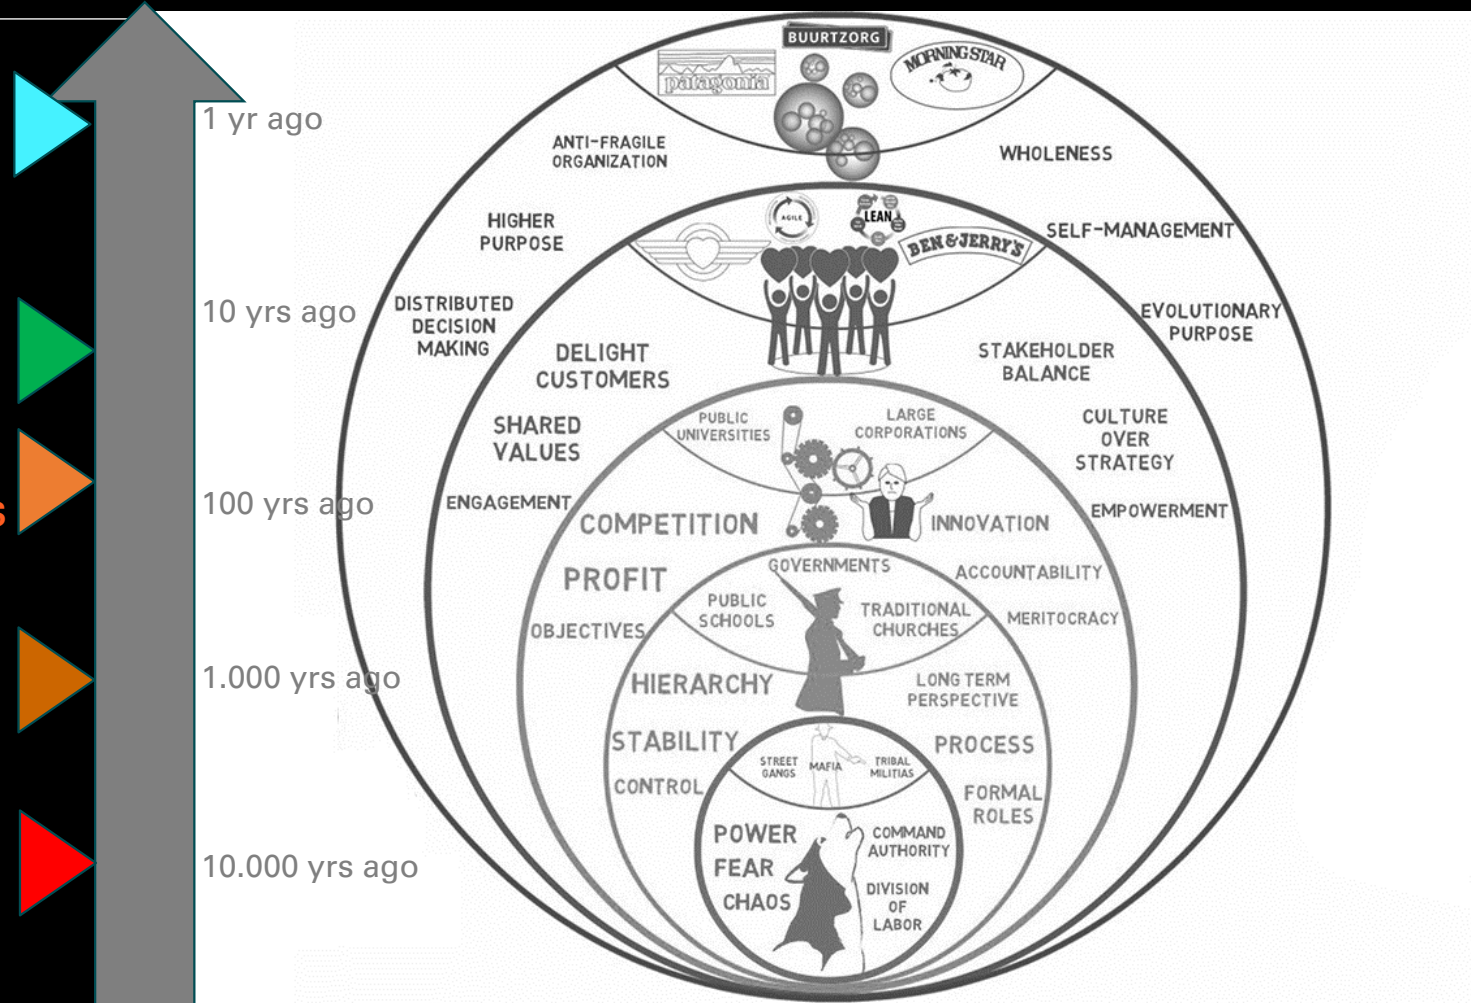 BUURTZORG
patagonia
MORNING STAR
1 yr ago
ANTI-FRAGILE
ORGANIZATION
WHOLENESS
HIGHER
PURPOSE
AGILE
LEAN
BEN & JERRY'S
SELF-MANAGEMENT
10 yrs ago
DISTRIBUTED
DECISION
MAKING
EVOLUTIONARY
PURPOSE
DELIGHT
CUSTOMERS
STAKEHOLDER
BALANCE
SHARED
VALUES
PUBLIC
UNIVERSITIES
LARGE
CORPORATIONS
CULTURE
OVER
STRATEGY
S
100 yrs ago
ENGAGEMENT
EMPOWERMENT
COMPETITION
INNOVATION
PROFIT
GOVERNMENTS
ACCOUNTABILITY
OBJECTIVES
PUBLIC
SCHOOLS
TRADITIONAL
CHURCHES
MERITOCRACY
1.000 yrs ago
HIERARCHY
LONG TERM
PERSPECTIVE
STABILITY
PROCESS
STREET
GANGS
MAFIA
TRIBAL
MILITIAS
CONTROL
FORMAL
ROLES
10.000 yrs ago
POWER
FEAR
CHAOS
COMMAND
AUTHORITY
DIVISION
OF
LABOR